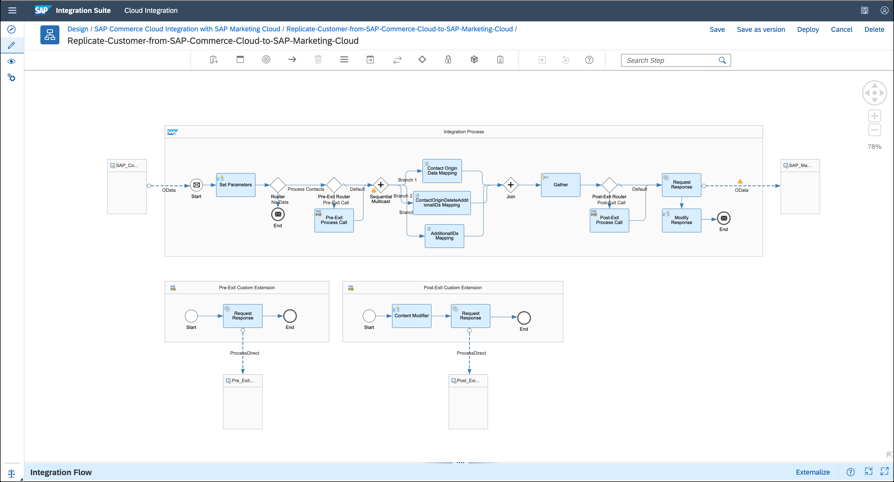 SAP Integration Suite Cloud Integration
Design / SAP Commerce Cloud Integration with SAP Marketing Cloud / Replicate-Customer-from-SAP-Commerce-Cloud-to-SAP-Marketing-Cloud /
Replicate-Customer-from-SAP-Commerce-Cloud-to-SAP-Marketing-Cloud
Save Save as version Deploy Cancel Delete
Search Step
78%
SAP
Integration Process
SAP_Co...
OData
Start
Set Parameters
Router
No Data
End
Process Contacts
Pre-Exit Router
Pre-Exit Call
Default
Pre-Exit
Process Call
Sequential
Multicast
Branch 1
Branch 2
Branch
Contact Origin
Data Mapping
ContactOriginDeleteAddit
ionalIDs Mapping
AdditionalIDs
Mapping
Join
Gather
Post-Exit Router
Post-Exit Call
Default
Post-Exit
Process Call
Request
Response
Modify
Response
End
OData
SAP_Ma...
Pre-Exit Custom Extension
Start
Request
Response
End
ProcessDirect
Pre_Exit...
Post-Exit Custom Extension
Start
Content Modifier
Request
Response
End
ProcessDirect
Post_Exi...
Integration Flow
Externalize